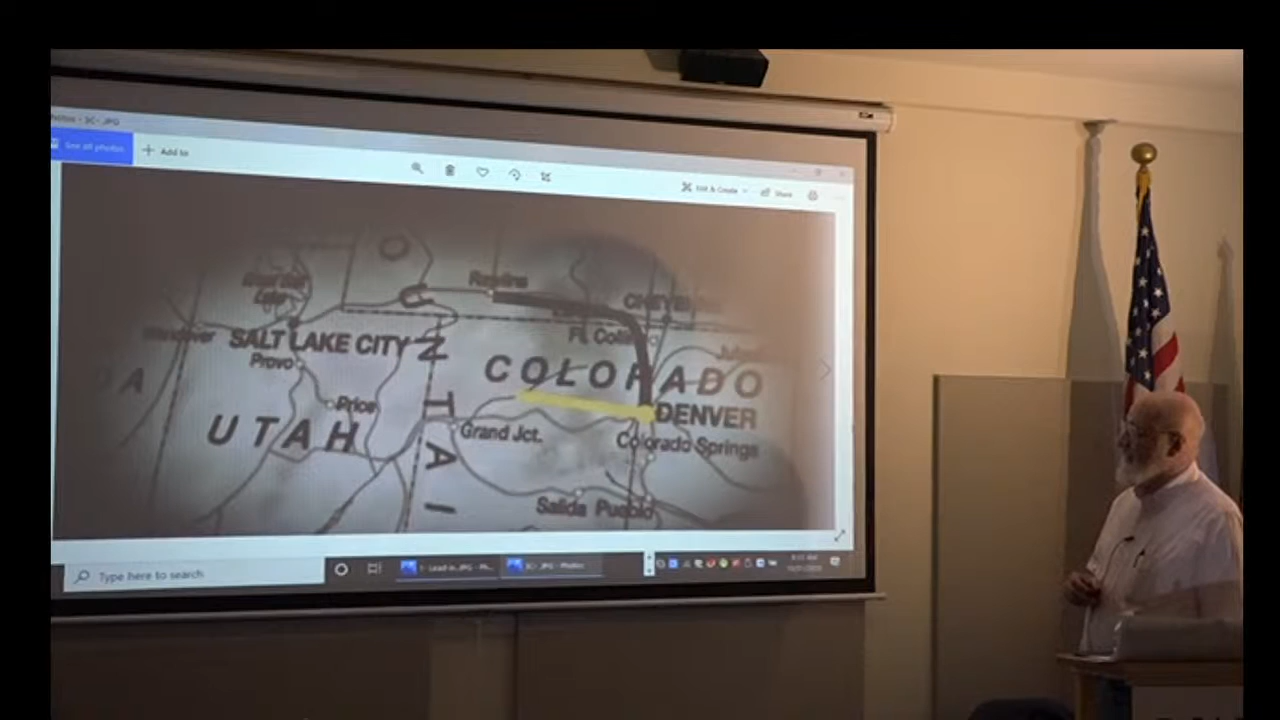 See all photos
Add to
Edit & Create
Share
Rawlins
CHEYENNE
SALT LAKE CITY
Ft. Collins
Provo
COLORADO
Price
DENVER
UTAH
Grand Jct.
Colorado Springs
Salida Pueblo
Type here to search